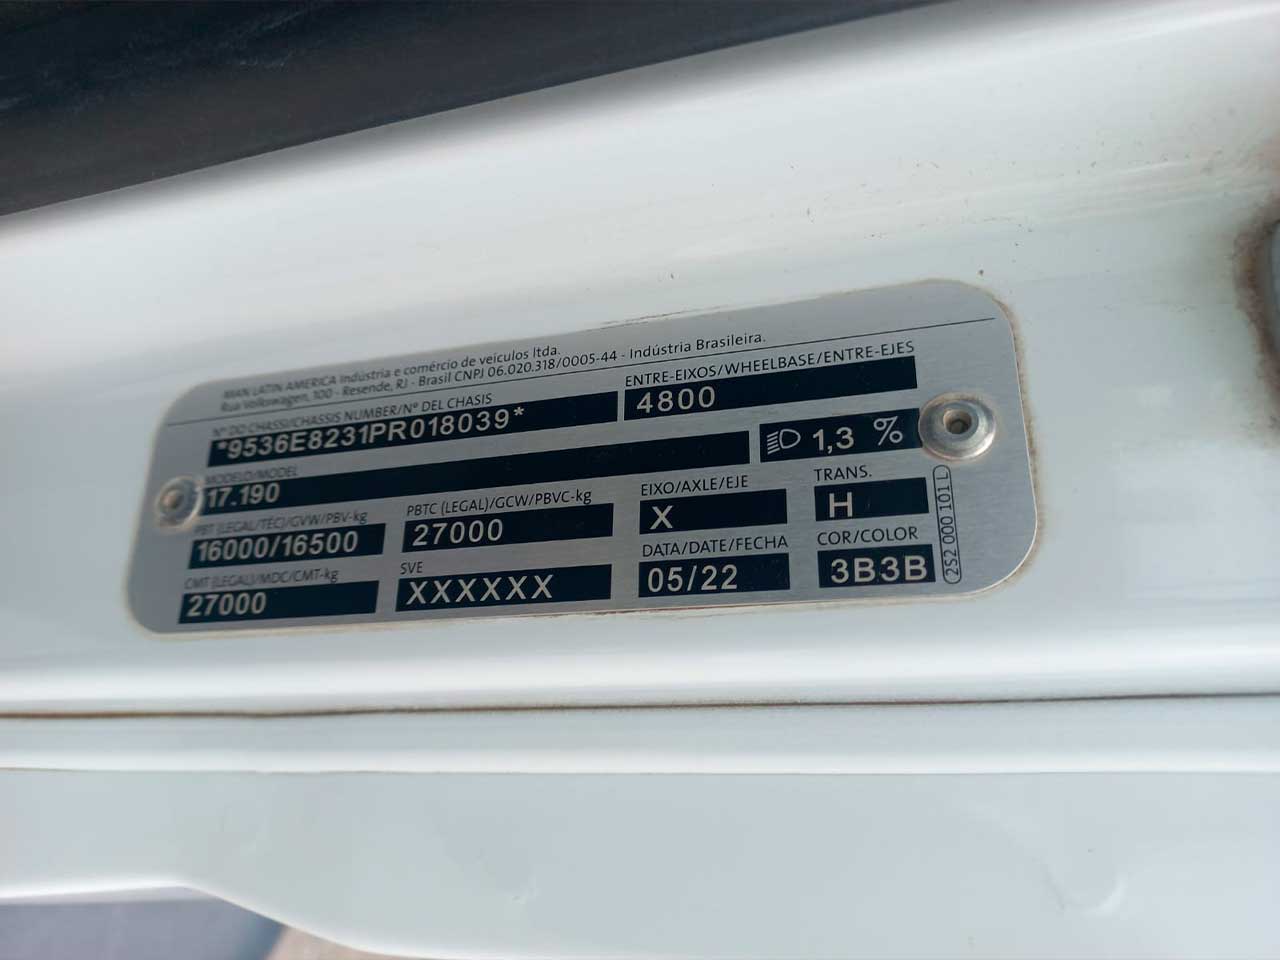 MAN LATIN AMERICA Indústria e comércio de veículos ltda.
Rua Volkswagen, 100 - Resende, RJ - Brasil CNPJ 06.020.318/0005-44 - Indústria Brasileira.
Nº DO CHASSI/CHASSIS NUMBER/Nº DEL CHASIS
*9536E8231PR018039*
ENTRE-EIXOS/WHEELBASE/ENTRE-EJES
4800
MODELO/MODEL
17.190
1,3 %
PBT (LEGAL/TÉC)/GVW/PBV-kg
16000/16500
PBTC (LEGAL)/GCW/PBVC-kg
27000
EIXO/AXLE/EJE
X
TRANS.
H
CMT (LEGAL)/MDC/CMT-kg
27000
SVE
XXXXXX
DATA/DATE/FECHA
05/22
COR/COLOR
3B3B
2S2 000 101 L